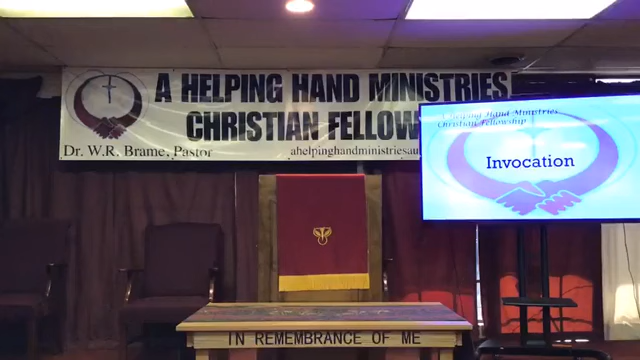 A HELPING HAND MINISTRIES
CHRISTIAN FELLOW
Dr. W.R. Brame, Pastor
ahelpinghandministriesau
A Helping Hand Ministries
Christian Fellowship
Invocation
IN REMEMBRANCE OF ME